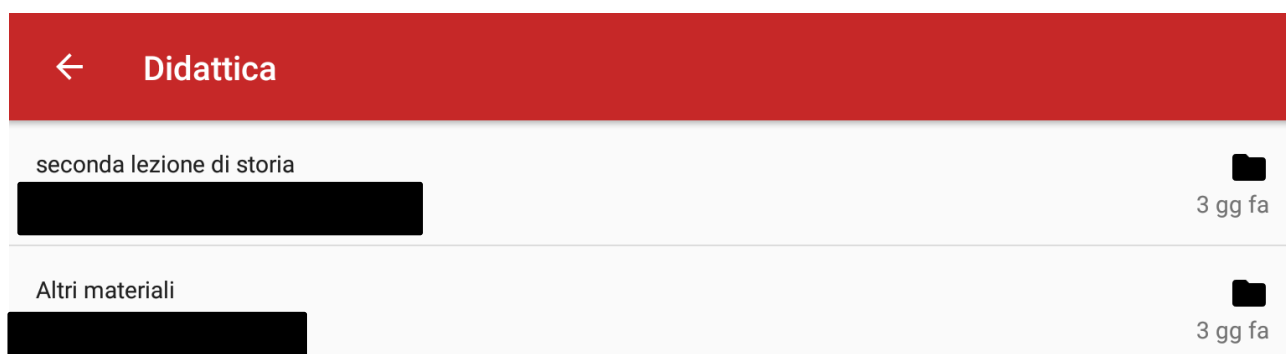 Didattica
seconda lezione di storia
3 gg fa
Altri materiali
3 gg fa